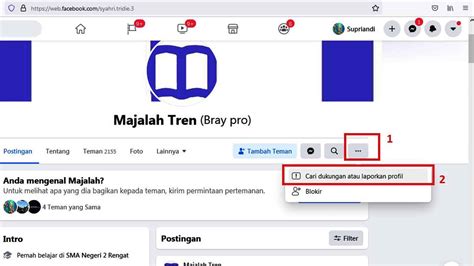 https://web.facebook.com/syahri.tridie.3
Supriandi
Majalah Tren (Bray pro)
1
Postingan Tentang Teman 2155 Foto Lainnya
Tambah Teman
Anda mengenal Majalah?
Untuk melihat apa yang dia bagikan kepada teman, kirim permintaan pertemanan.
4 Teman yang Sama
Cari dukungan atau laporkan profil
2
Blokir
Intro
Pernah belajar di SMA Negeri 2 Rengat
Postingan
Filter
Majalah Tren